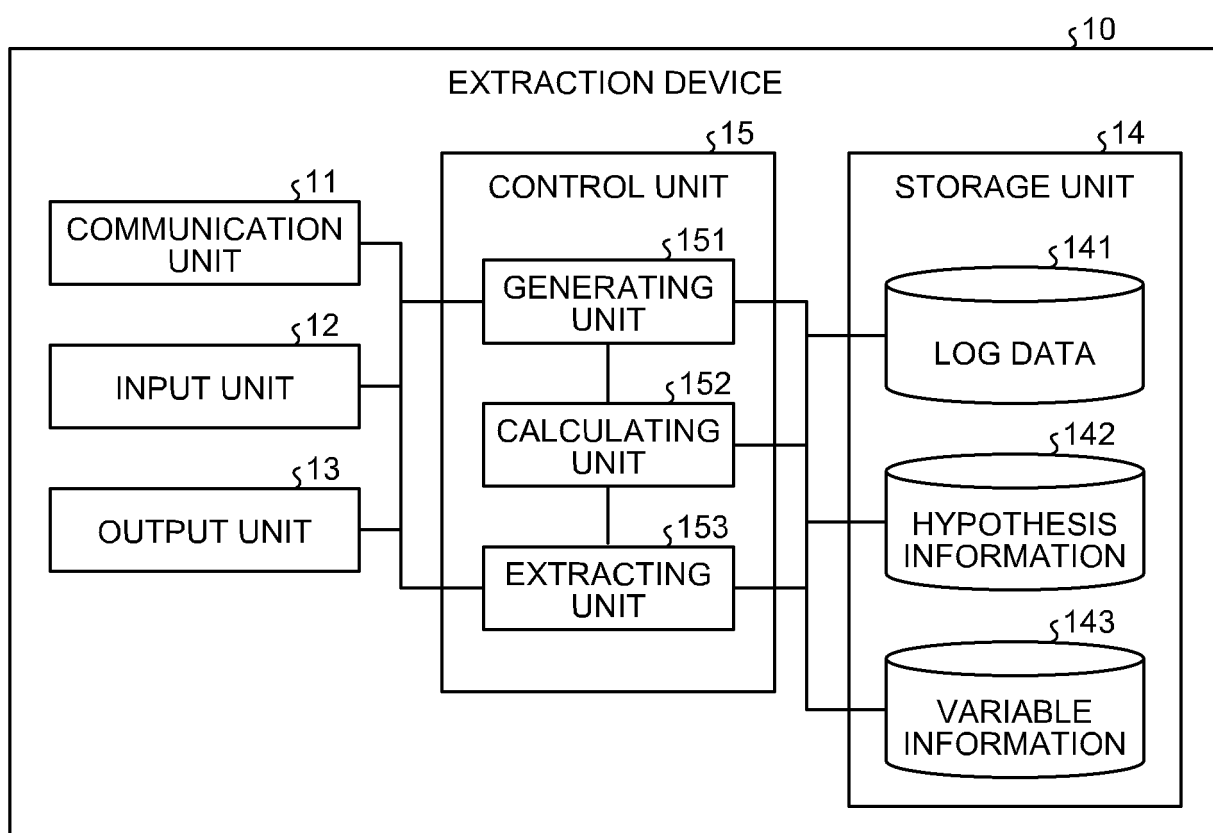 10
EXTRACTION DEVICE
11
COMMUNICATION
UNIT
12
INPUT UNIT
13
OUTPUT UNIT
15
CONTROL UNIT
151
GENERATING
UNIT
152
CALCULATING
UNIT
153
EXTRACTING
UNIT
14
STORAGE UNIT
141
LOG DATA
142
HYPOTHESIS
INFORMATION
143
VARIABLE
INFORMATION